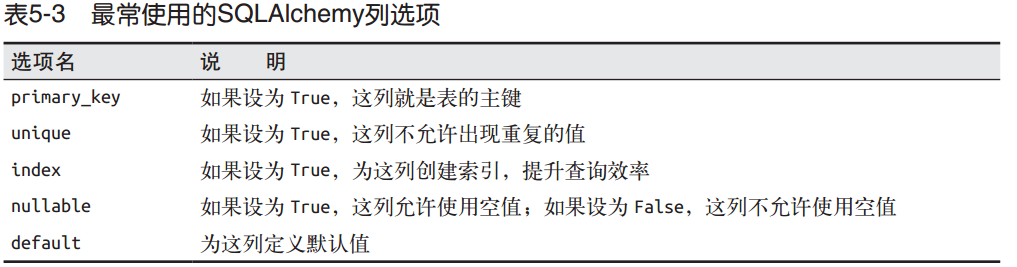 表5-3 最常使用的SQLAlchemy列选项
选项名 说 明
primary_key 如果设为 True，这列就是表的主键
unique 如果设为 True，这列不允许出现重复的值
index 如果设为 True，为这列创建索引，提升查询效率
nullable 如果设为 True，这列允许使用空值；如果设为 False，这列不允许使用空值
default 为这列定义默认值